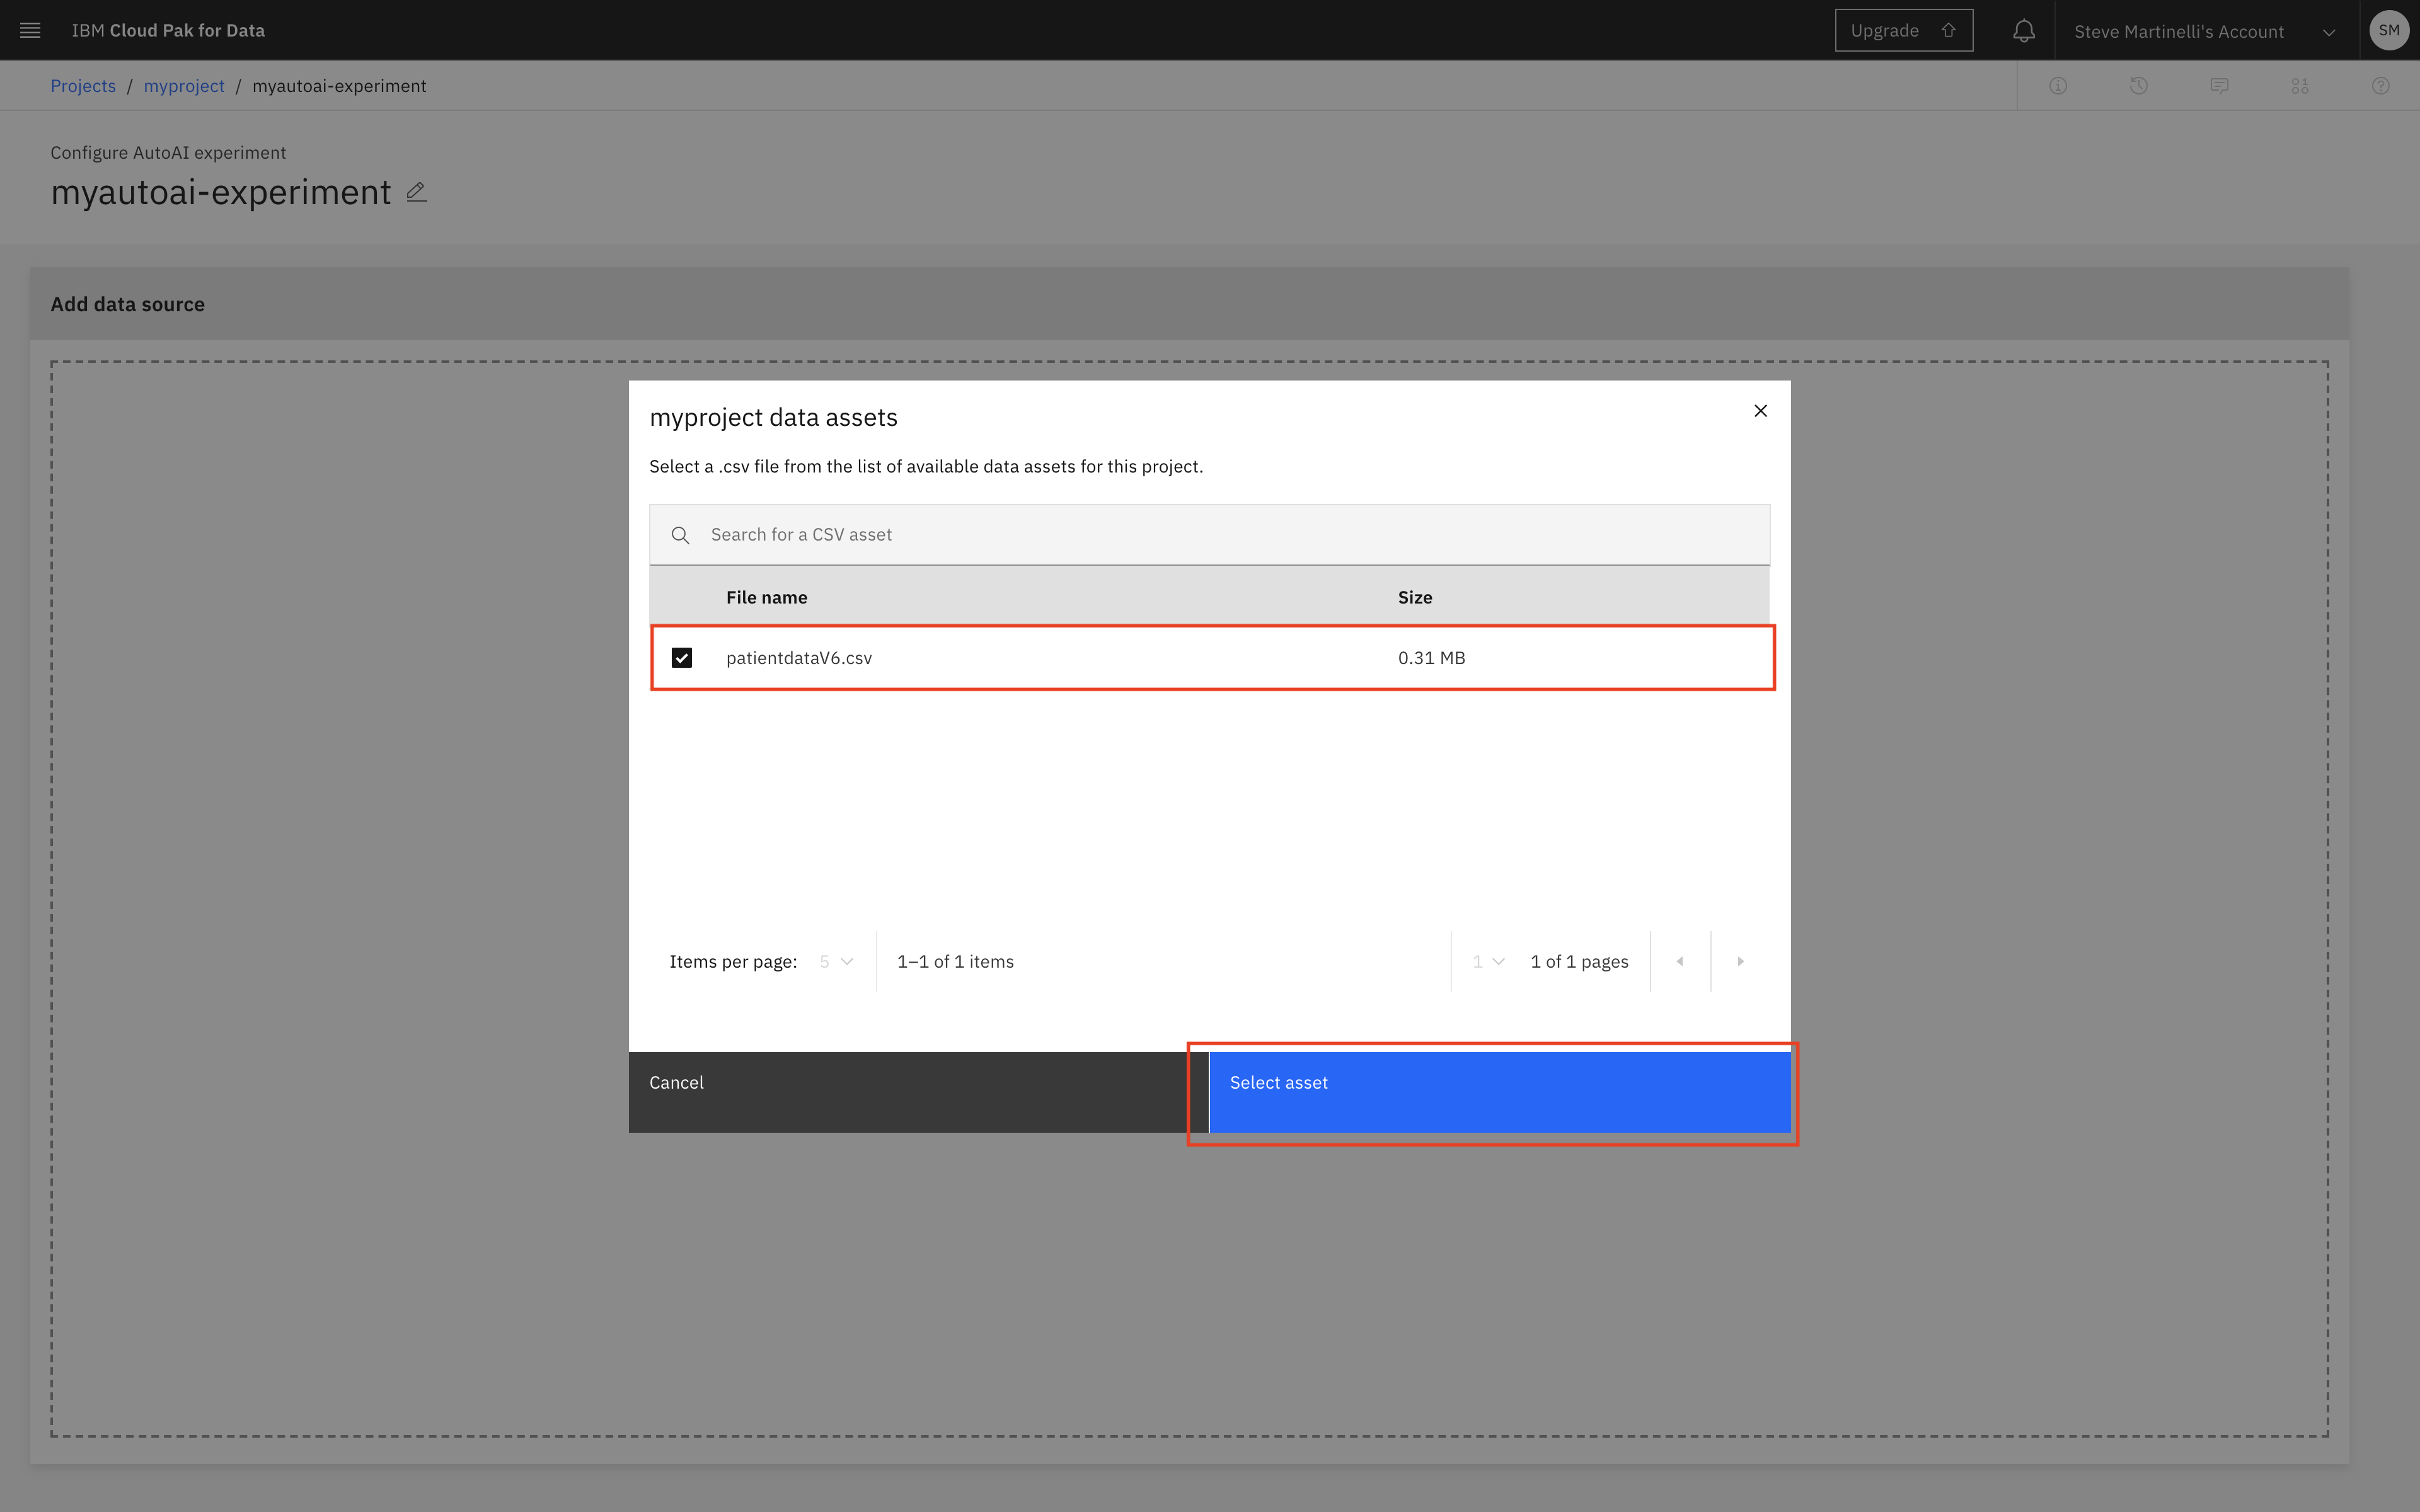 IBM Cloud Pak for Data
Upgrade
Steve Martinelli's Account
SM
Projects / myproject / myautoai-experiment
Configure AutoAI experiment
myautoai-experiment
Add data source
myproject data assets
Select a .csv file from the list of available data assets for this project.
Search for a CSV asset
File name Size
patientdataV6.csv 0.31 MB
Items per page: 5 1–1 of 1 items 1 1 of 1 pages
Cancel Select asset